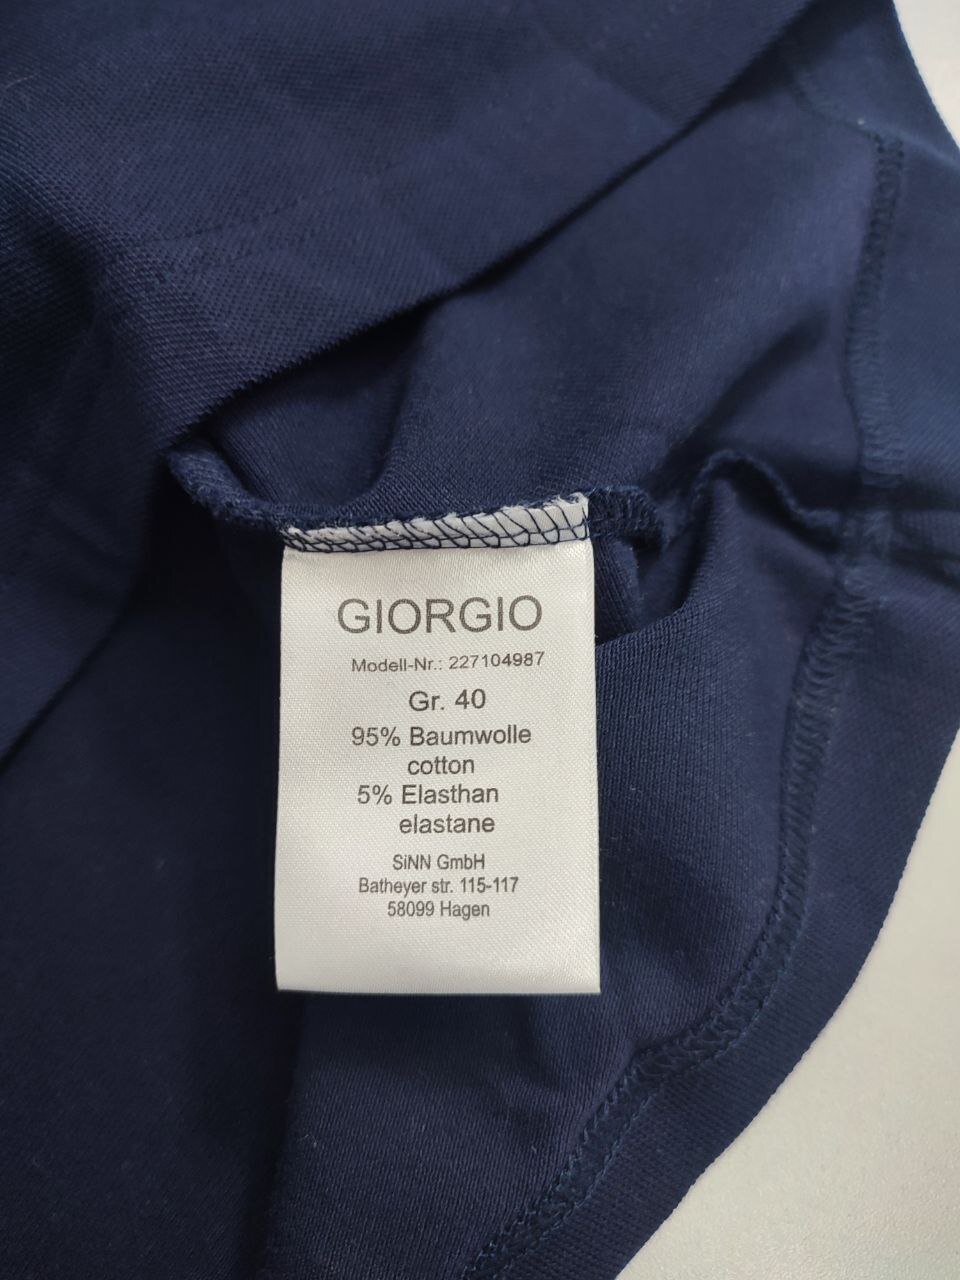 GIORGIO
Modell-Nr.: 227104987
Gr. 40
95% Baumwolle
cotton
5% Elasthan
elastane
SiNN GmbH
Batheyer str. 115-117
58099 Hagen